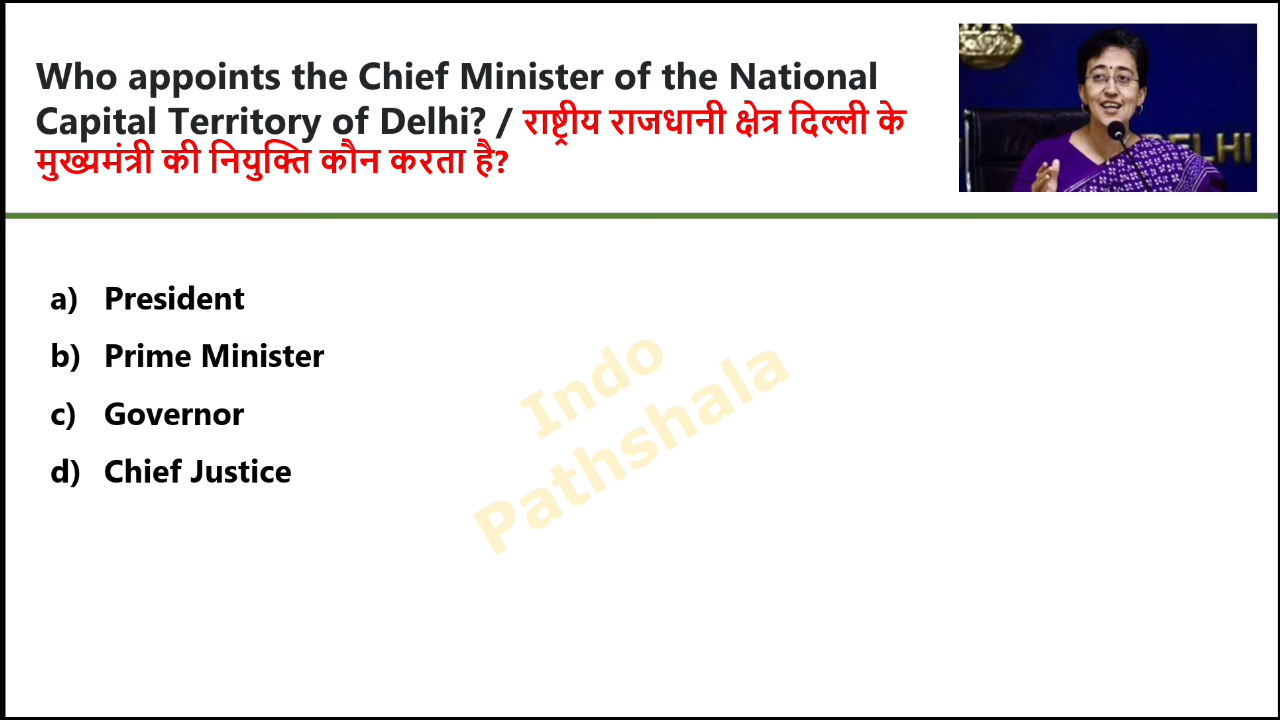 Who appoints the Chief Minister of the National
Capital Territory of Delhi? / राष्ट्रीय राजधानी क्षेत्र दिल्ली के
मुख्यमंत्री की नियुक्ति कौन करता है?
ELHI
a) President
b) Prime Minister
c) Governor
d) Chief Justice
Indo
Pathshala